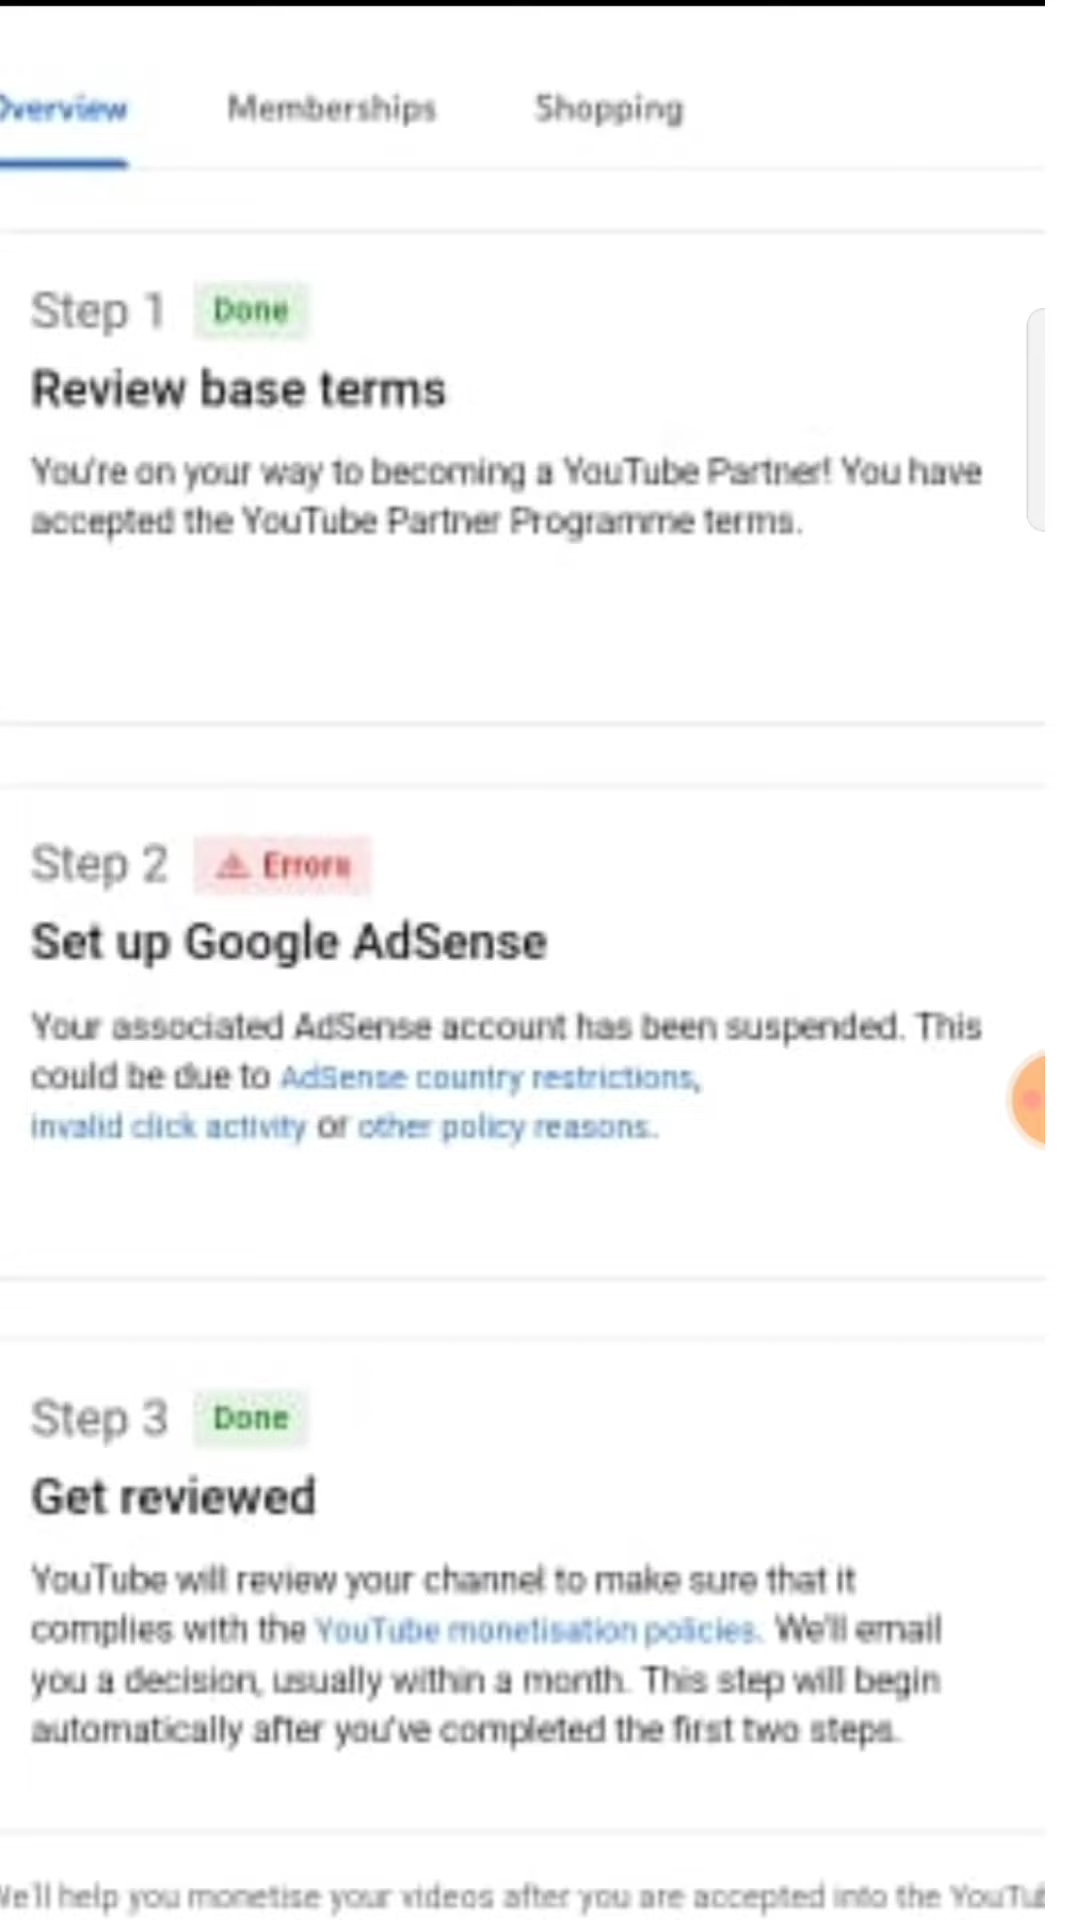 Overview Memberships Shopping
Step 1 Done
Review base terms
You're on your way to becoming a YouTube Partner! You have
accepted the YouTube Partner Programme terms.
Step 2 Errors
Set up Google AdSense
Your associated AdSense account has been suspended. This
could be due to AdSense country restrictions,
invalid click activity or other policy reasons.
Step 3 Done
Get reviewed
YouTube will review your channel to make sure that it
complies with the YouTube monetisation policies. We'll email
you a decision, usually within a month. This step will begin
automatically after you've completed the first two steps.
We'll help you monetise your videos after you are accepted into the YouTu